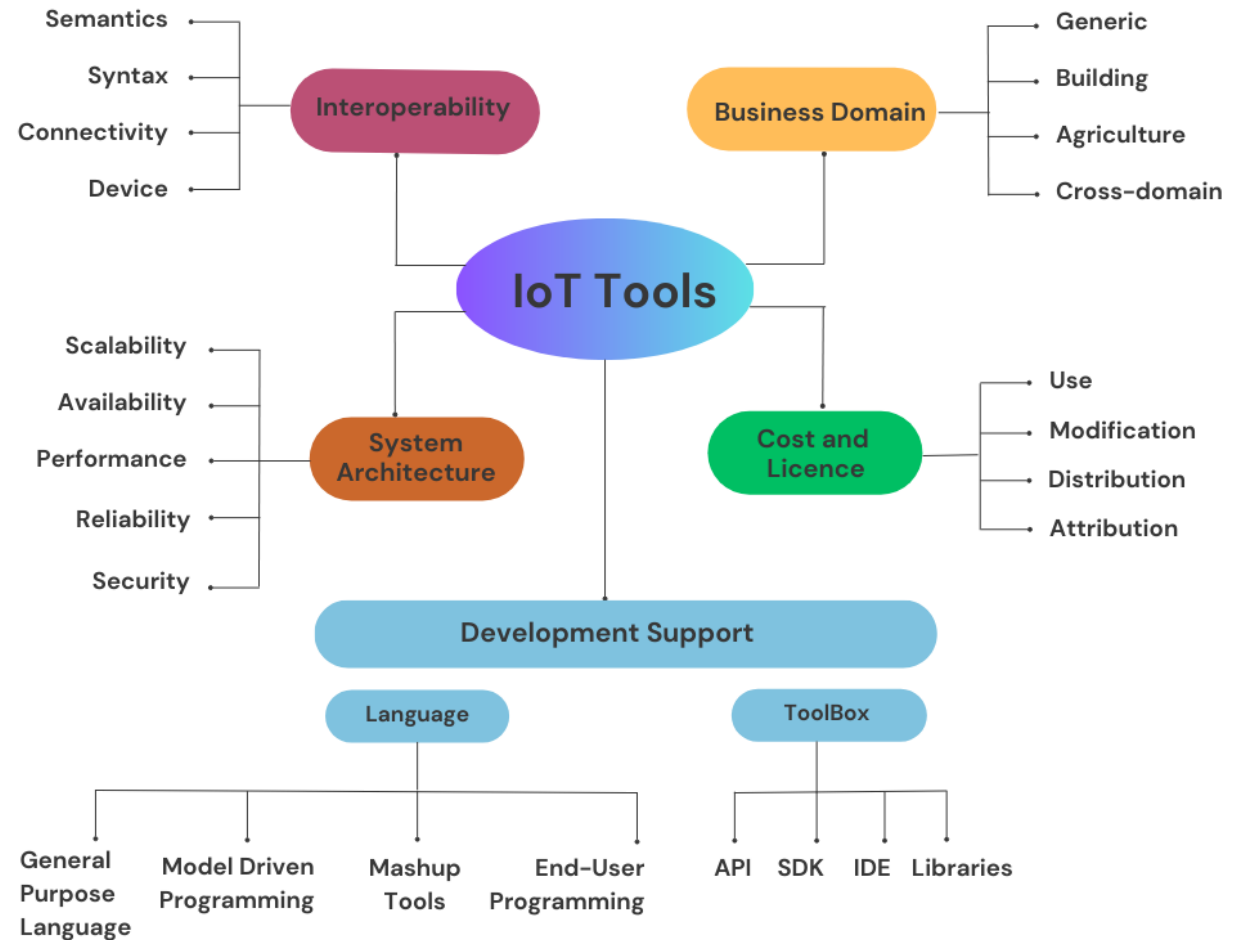 Semantics
Syntax
Connectivity
Device
Interoperability
Business Domain
Generic
Building
Agriculture
Cross-domain
IoT Tools
Scalability
Availability
Performance
Reliability
Security
System
Architecture
Cost and
Licence
Use
Modification
Distribution
Attribution
Development Support
Language
ToolBox
General
Purpose
Language
Model Driven
Programming
Mashup
Tools
End-User
Programming
API
SDK
IDE
Libraries